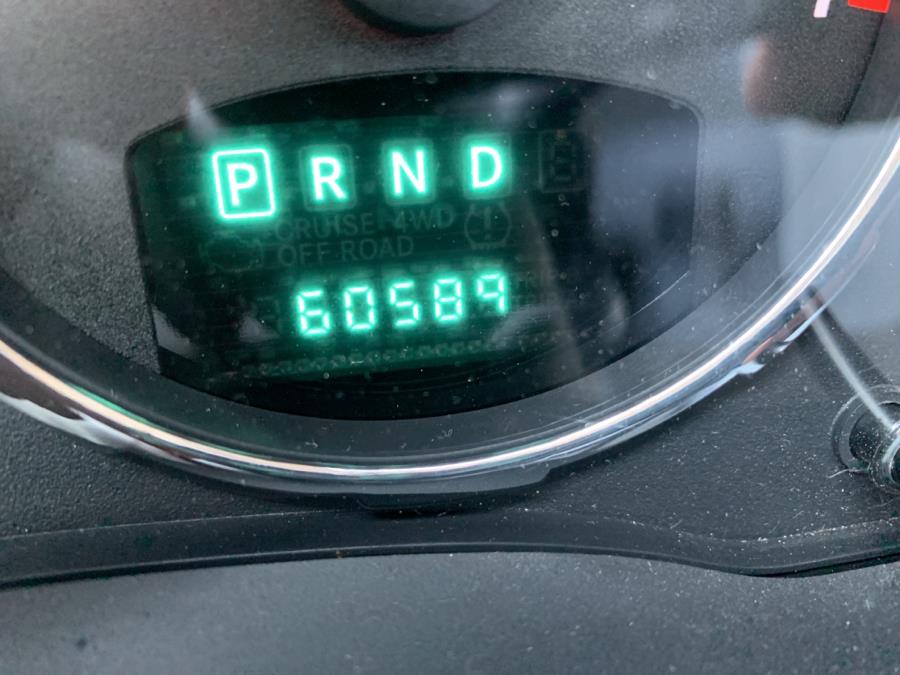 P R N D
CRUISE 4WD
OFF ROAD
60589